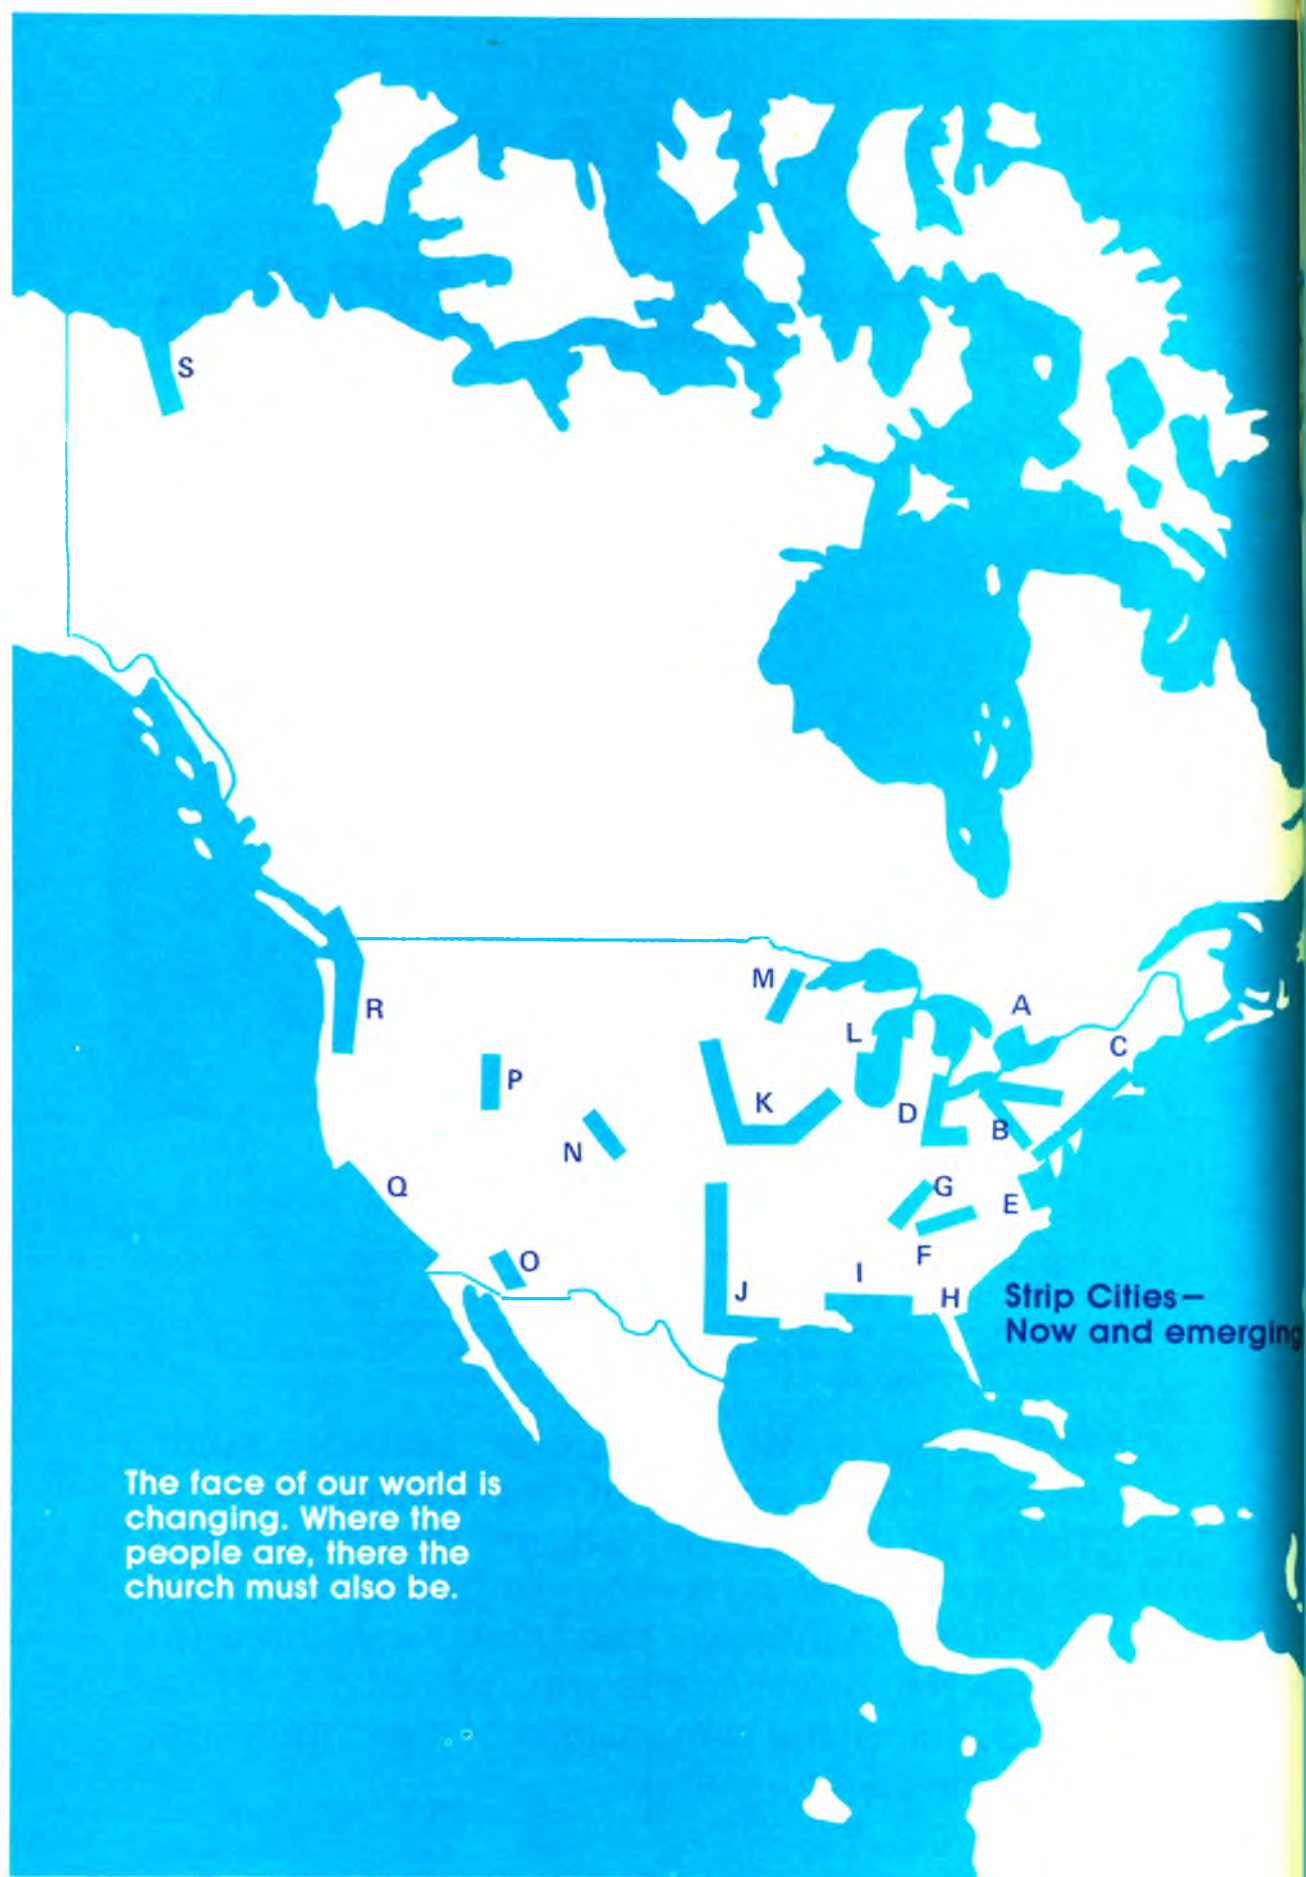 S
M
A
R
L
C
P
K
D
B
N
Q
G
E
F
O
I
J
H
Strip Cities—
Now and emerging
The face of our world is
changing. Where the
people are, there the
church must also be.